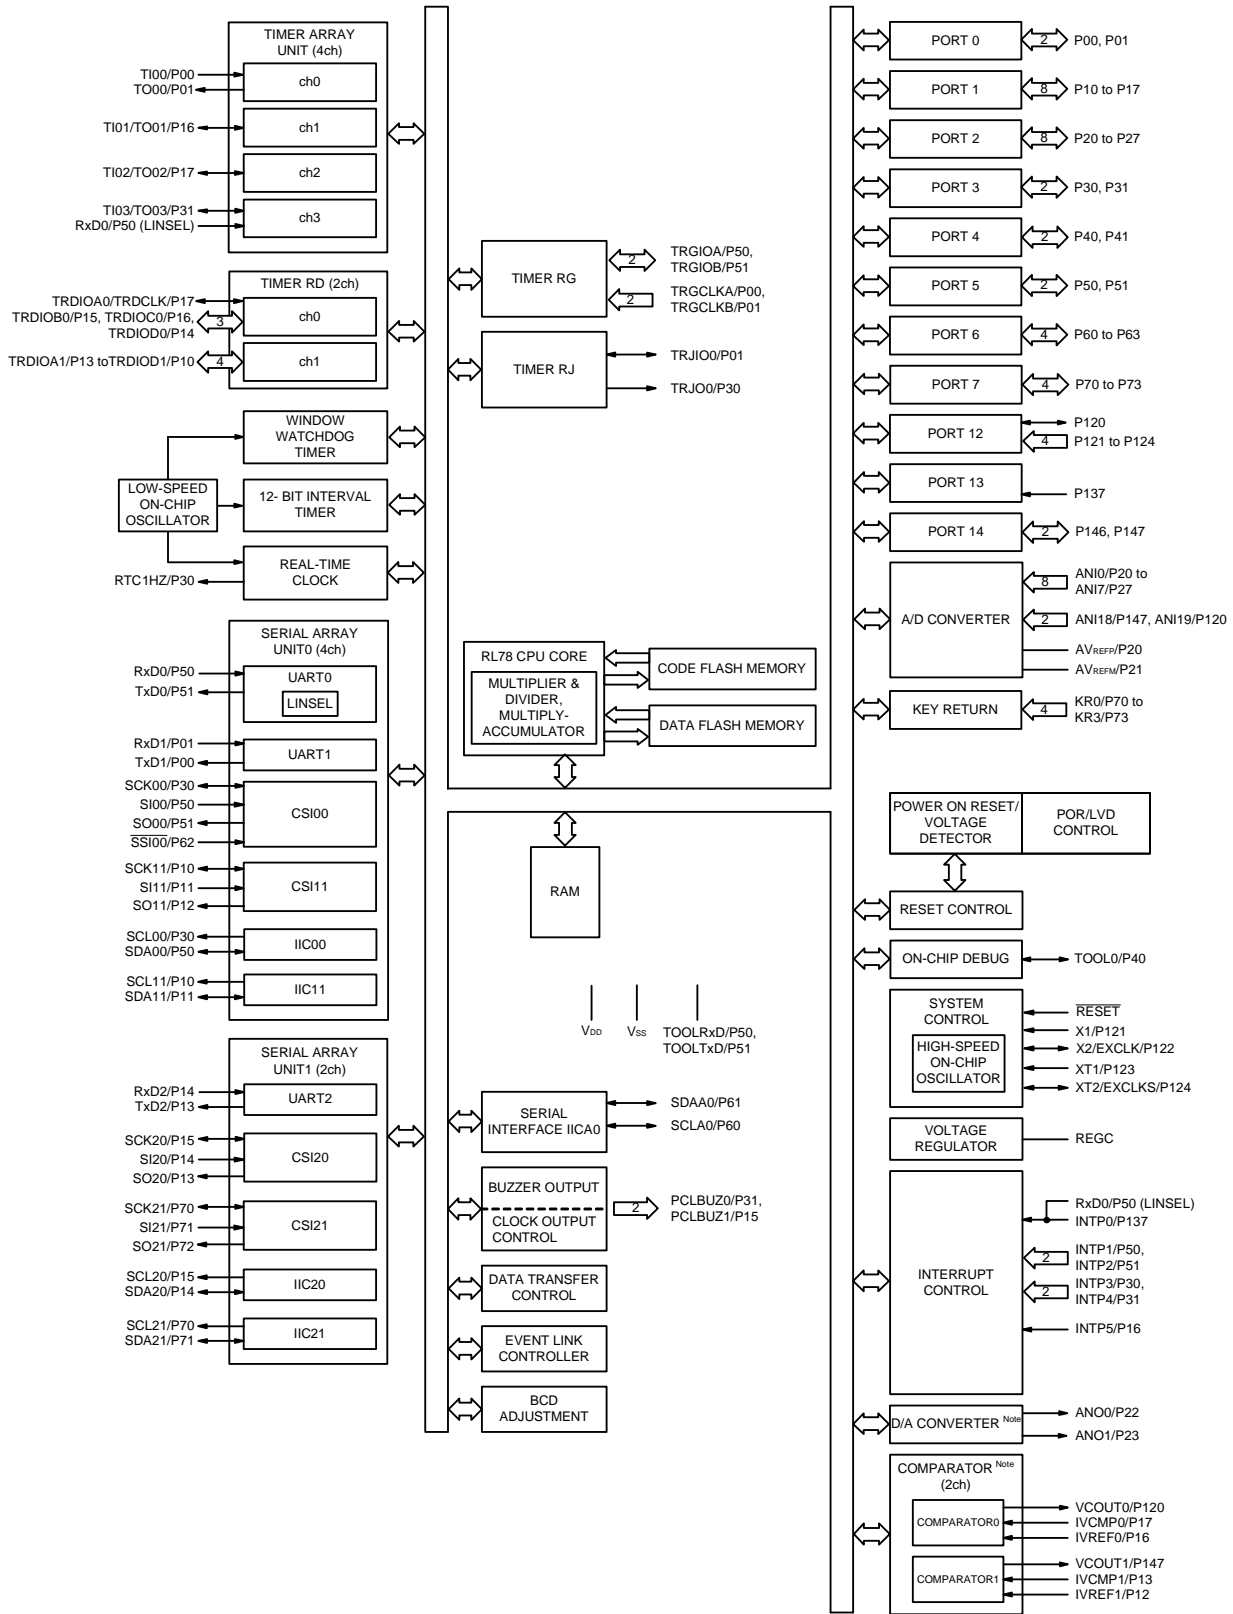 TIMER ARRAY
UNIT (4ch)
TI00/P00
TO00/P01
ch0
TI01/TO01/P16
ch1
TI02/TO02/P17
ch2
TI03/TO03/P31
RxD0/P50 (LINSEL)
ch3
TIMER RD (2ch)
TRDIOA0/TRDCLK/P17
TRDIOB0/P15, TRDIOC0/P16,
TRDIOD0/P14
3
ch0
TRDIOA1/P13 toTRDIOD1/P10
4
ch1
WINDOW
WATCHDOG
TIMER
LOW-SPEED
ON-CHIP
OSCILLATOR
12- BIT INTERVAL
TIMER
REAL-TIME
CLOCK
RTC1HZ/P30
SERIAL ARRAY
UNIT0 (4ch)
RxD0/P50
TxD0/P51
UART0
LINSEL
RxD1/P01
TxD1/P00
UART1
SCK00/P30
SI00/P50
SO00/P51
SSI00/P62
CSI00
SCK11/P10
SI11/P11
SO11/P12
CSI11
SCL00/P30
SDA00/P50
IIC00
SCL11/P10
SDA11/P11
IIC11
SERIAL ARRAY
UNIT1 (2ch)
RxD2/P14
TxD2/P13
UART2
SCK20/P15
SI20/P14
SO20/P13
CSI20
SCK21/P70
SI21/P71
SO21/P72
CSI21
SCL20/P15
SDA20/P14
IIC20
SCL21/P70
SDA21/P71
IIC21
TIMER RG
2
TRGIOA/P50,
TRGIOB/P51
2
TRGCLKA/P00,
TRGCLKB/P01
TIMER RJ
TRJIO0/P01
TRJO0/P30
RL78 CPU CORE
MULTIPLIER &
DIVIDER,
MULTIPLY-
ACCUMULATOR
CODE FLASH MEMORY
DATA FLASH MEMORY
RAM
VDD
VSS
TOOLRxD/P50,
TOOLTxD/P51
SERIAL
INTERFACE IICA0
SDAA0/P61
SCLA0/P60
BUZZER OUTPUT
CLOCK OUTPUT
CONTROL
2
PCLBUZ0/P31,
PCLBUZ1/P15
DATA TRANSFER
CONTROL
EVENT LINK
CONTROLLER
BCD
ADJUSTMENT
PORT 0
2
P00, P01
PORT 1
8
P10 to P17
PORT 2
8
P20 to P27
PORT 3
2
P30, P31
PORT 4
2
P40, P41
PORT 5
2
P50, P51
PORT 6
4
P60 to P63
PORT 7
4
P70 to P73
PORT 12
P120
4
P121 to P124
PORT 13
P137
PORT 14
2
P146, P147
A/D CONVERTER
8
ANI0/P20 to
ANI7/P27
2
ANI18/P147, ANI19/P120
AVREFP/P20
AVREFM/P21
KEY RETURN
4
KR0/P70 to
KR3/P73
POWER ON RESET/
VOLTAGE
DETECTOR
POR/LVD
CONTROL
RESET CONTROL
ON-CHIP DEBUG
TOOL0/P40
SYSTEM
CONTROL
HIGH-SPEED
ON-CHIP
OSCILLATOR
RESET
X1/P121
X2/EXCLK/P122
XT1/P123
XT2/EXCLKS/P124
VOLTAGE
REGULATOR
REGC
INTERRUPT
CONTROL
RxD0/P50 (LINSEL)
INTP0/P137
2
INTP1/P50,
INTP2/P51
2
INTP3/P30,
INTP4/P31
INTP5/P16
D/A CONVERTER Note
ANO0/P22
ANO1/P23
COMPARATOR Note
(2ch)
COMPARATOR0
VCOUT0/P120
IVCMP0/P17
IVREF0/P16
COMPARATOR1
VCOUT1/P147
IVCMP1/P13
IVREF1/P12